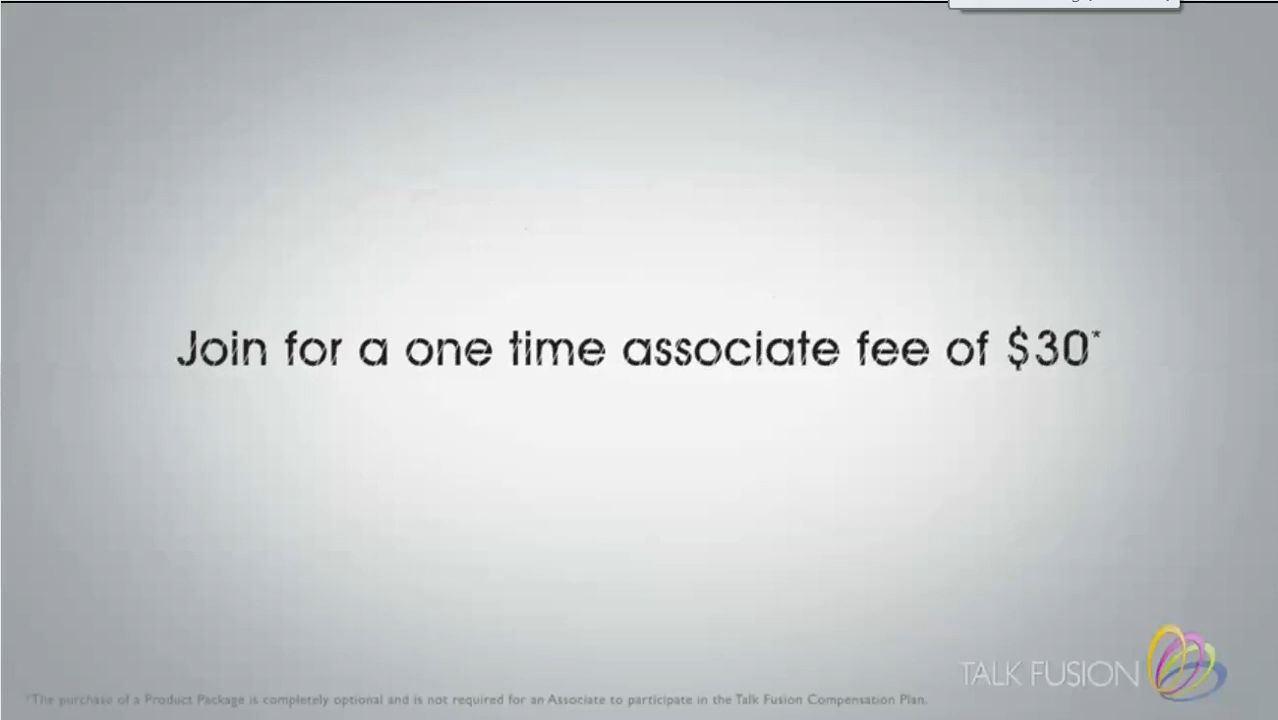 Join for a one time associate fee of $30*
TALK FUSION
*The purchase of a Product Package is completely optional and is not required for an Associate to participate in the Talk Fusion Compensation Plan.